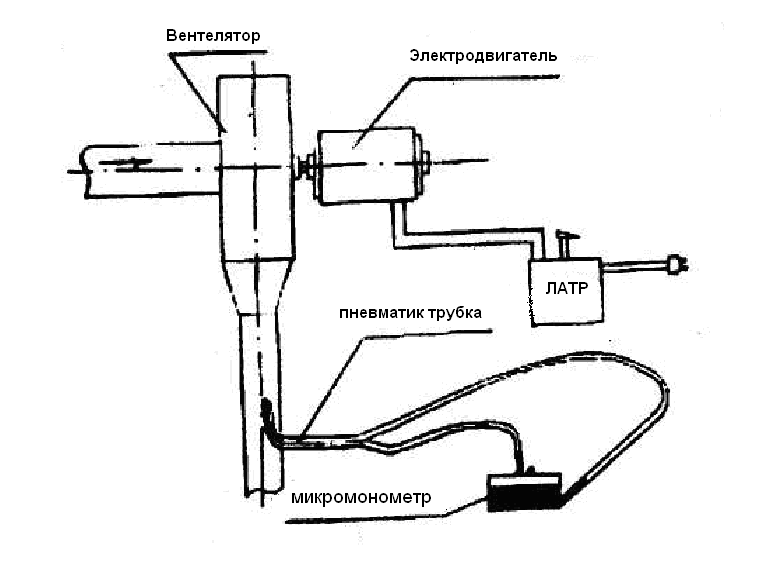 Вентелятор
Электродвигатель
ЛАТР
пневматик трубка
микромонометр